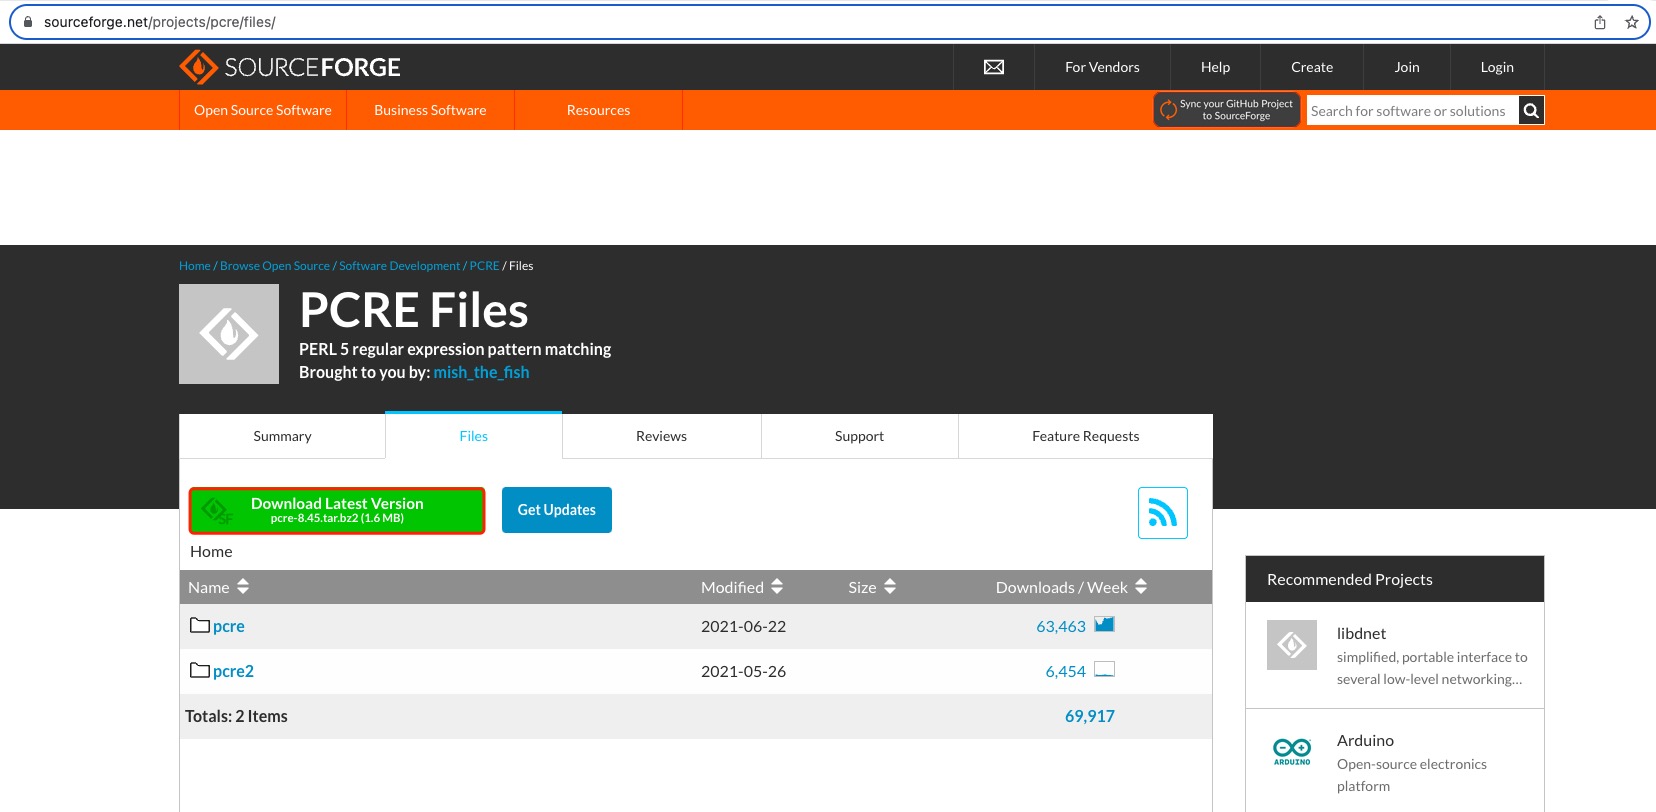 sourceforge.net/projects/pcre/files/
SOURCEFORGE
For Vendors
Help
Create
Join
Login
Open Source Software
Business Software
Resources
Sync your GitHub Project
to SourceForge
Search for software or solutions
Home / Browse Open Source / Software Development / PCRE / Files
PCRE Files
PERL 5 regular expression pattern matching
Brought to you by: mish_the_fish
Summary
Files
Reviews
Support
Feature Requests
SF
Download Latest Version
pcre-8.45.tar.bz2 (1.6 MB)
Get Updates
Home
Name Modified Size Downloads / Week
pcre 2021-06-22 63,463
pcre2 2021-05-26 6,454
Totals: 2 Items 69,917
Recommended Projects
libdnet
simplified, portable interface to
several low-level networking...
ARDUINO
Arduino
Open-source electronics
platform